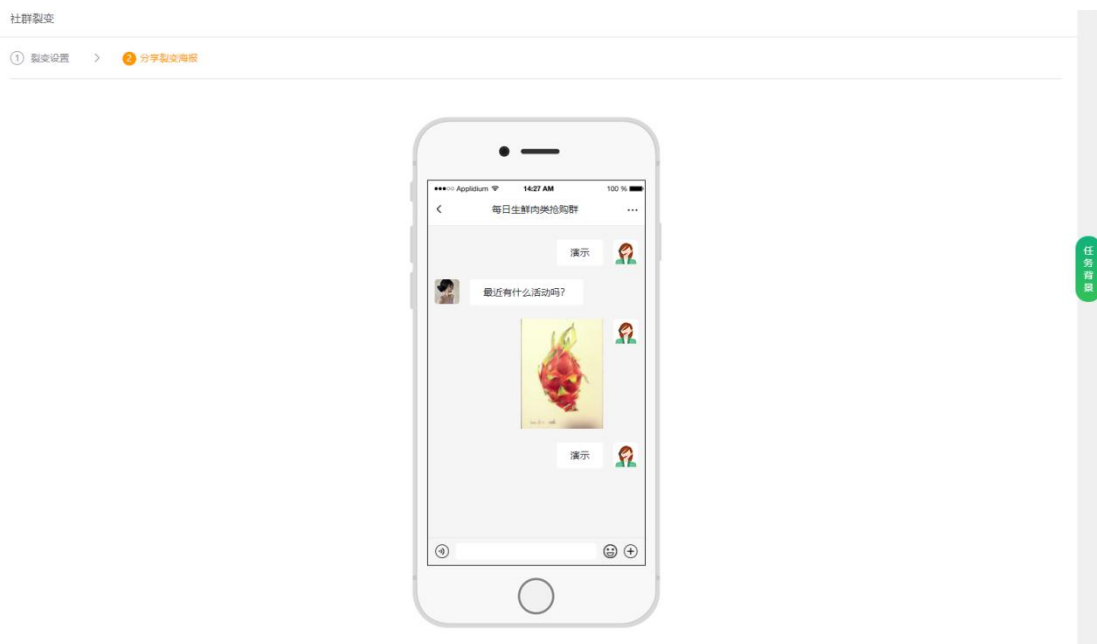 社群裂变
1 裂变设置 > 2 分享裂变海报
Applidium 14:27 AM 100 %
每日生鲜肉类抢购群
演示
最近有什么活动吗?
演示
任务背景